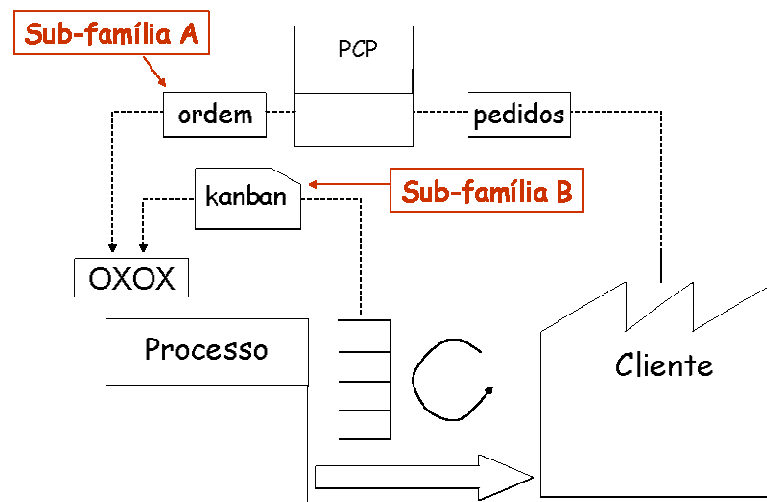 Sub-família A
PCP
ordem
pedidos
kanban
Sub-família B
OXOX
Processo
Cliente